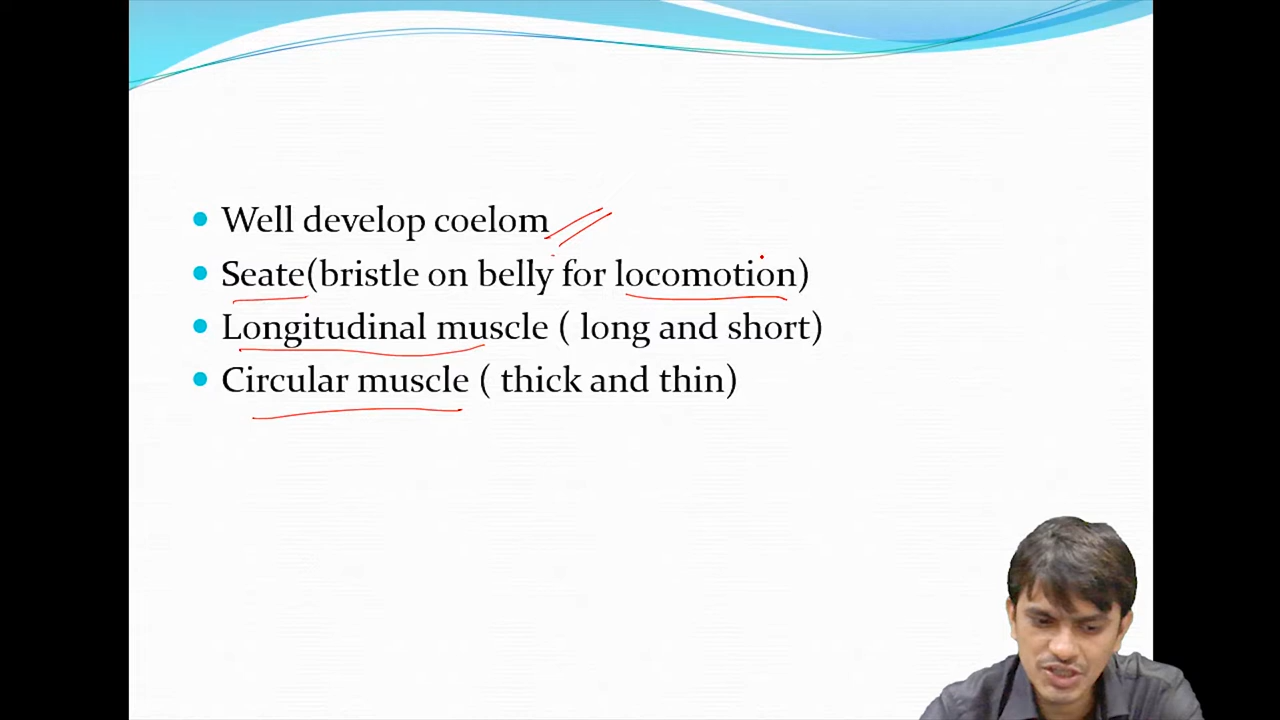 Well develop coelom
Seate(bristle on belly for locomotion)
Longitudinal muscle ( long and short)
Circular muscle ( thick and thin)